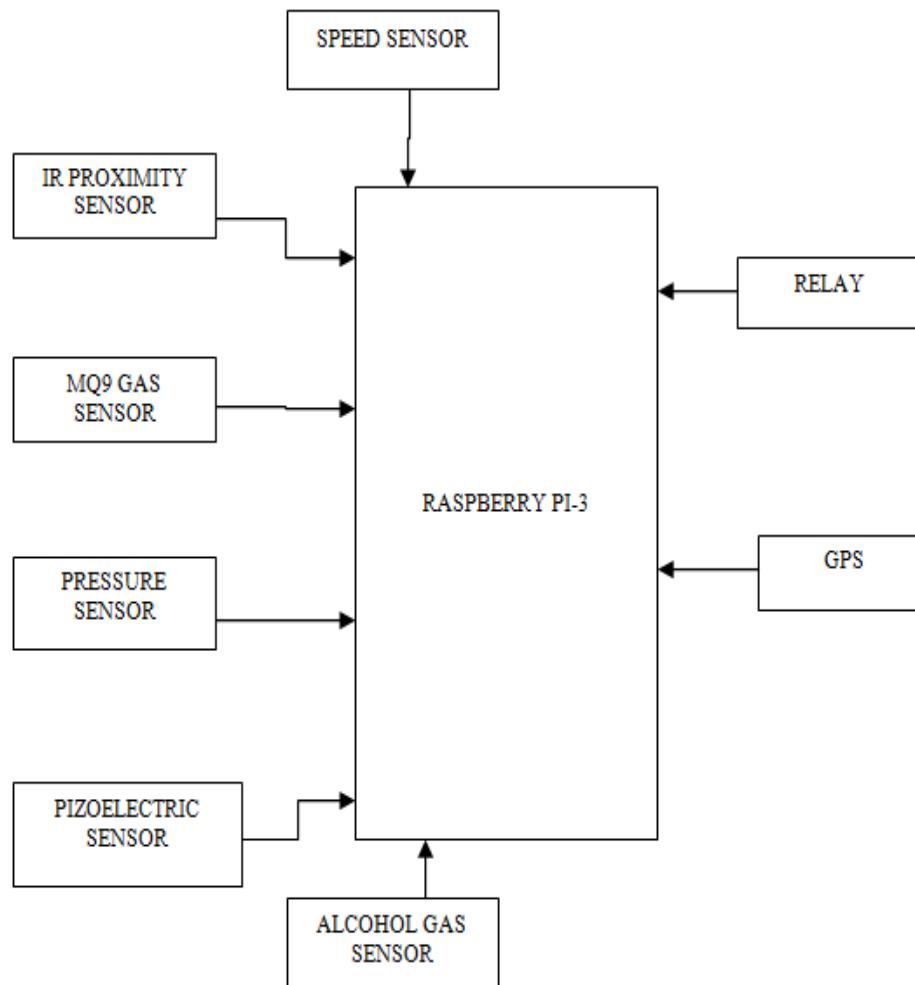 SPEED SENSOR
IR PROXIMITY
SENSOR
RELAY
MQ9 GAS
SENSOR
RASPBERRY PI-3
GPS
PRESSURE
SENSOR
PIZOELECTRIC
SENSOR
ALCOHOL GAS
SENSOR